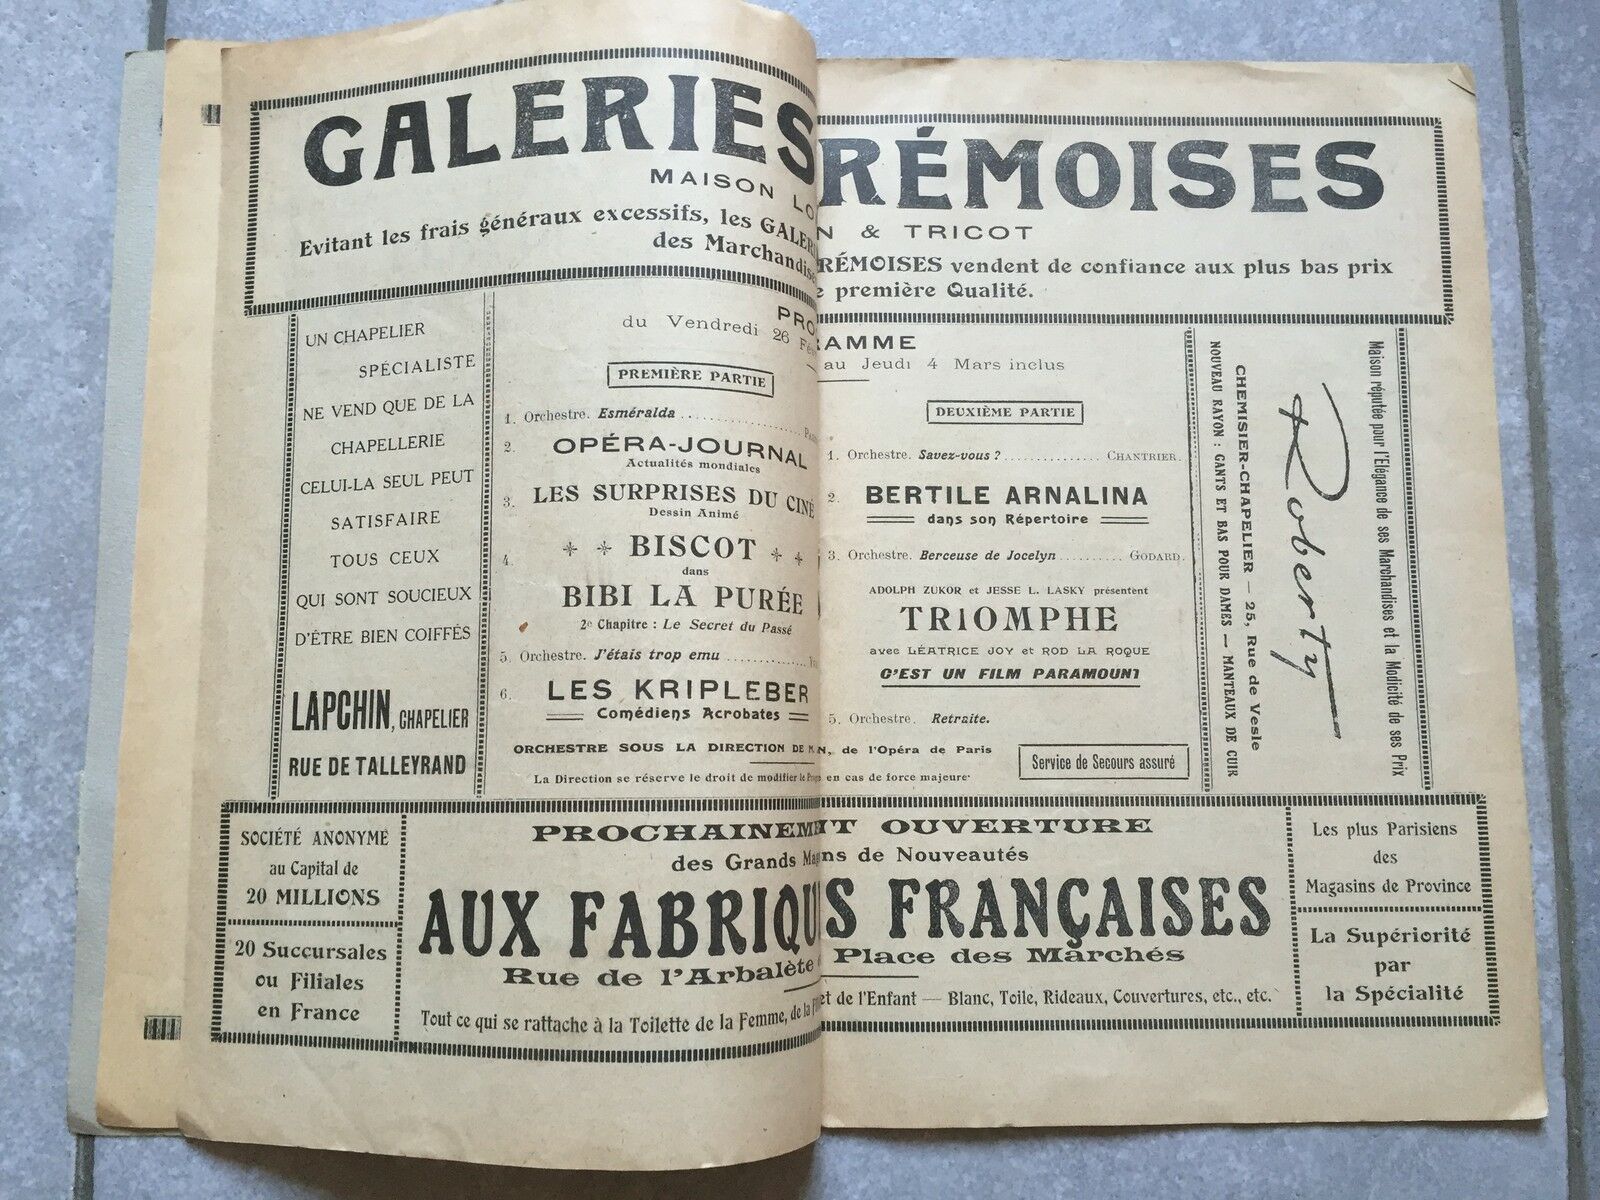 GALERIES RÉMOISES
MAISON LO N & TRICOT
Evitant les frais généraux excessifs, les GALER RÉMOISES vendent de confiance aux plus bas prix
des Marchandise première Qualité.
UN CHAPELIER
SPÉCIALISTE
NE VEND QUE DE LA
CHAPELLERIE
CELUI-LA SEUL PEUT
SATISFAIRE
TOUS CEUX
QUI SONT SOUCIEUX
D'ÊTRE BIEN COIFFÉS
LAPCHIN, CHAPELIER
RUE DE TALLEYRAND
PRO RAMME
du Vendredi 26 Fév au Jeudi 4 Mars inclus
PREMIÈRE PARTIE
1. Orchestre. Esméralda
2. OPÉRA-JOURNAL
Actualités mondiales
3. LES SURPRISES DU CINÉ
Dessin Animé
4. BISCOT
dans
BIBI LA PURÉE
2e Chapitre : Le Secret du Passé
5. Orchestre. J'étais trop emu
6. LES KRIPLEBER
Comédiens Acrobates
DEUXIÈME PARTIE
1. Orchestre. Savez-vous ? CHANTRIER.
2. BERTILE ARNALINA
dans son Répertoire
3. Orchestre. Berceuse de Jocelyn GODARD.
ADOLPH ZUKOR et JESSE L. LASKY présentent
TRIOMPHE
avec LÉATRICE JOY et ROD LA ROQUE
C'EST UN FILM PARAMOUNT
5. Orchestre. Retraite.
ORCHESTRE SOUS LA DIRECTION DE M. N, de l'Opéra de Paris
La Direction se réserve le droit de modifier le Prog en cas de force majeure
Service de Secours assuré
Maison réputée pour l'Elégance de ses Marchandises et la Modicité de ses Prix
Roberty
CHEMISIER-CHAPELIER — 25, Rue de Vesle
NOUVEAU RAYON : GANTS ET BAS POUR DAMES — MANTEAUX DE CUIR
SOCIÉTÉ ANONYME
au Capital de
20 MILLIONS
20 Succursales
ou Filiales
en France
PROCHAINEMENT OUVERTURE
des Grands Mag ns de Nouveautés
AUX FABRIQU S FRANÇAISES
Rue de l'Arbalète Place des Marchés
Tout ce qui se rattache à la Toilette de la Femme, de la F et de l'Enfant — Blanc, Toile, Rideaux, Couvertures, etc., etc.
Les plus Parisiens
des
Magasins de Province
La Supériorité
par
la Spécialité